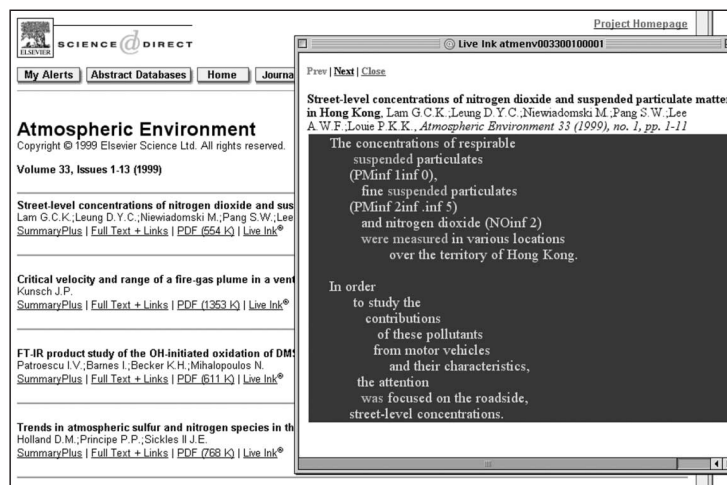 Project Homepage
ELSEVIER
SCIENCE @ DIRECT
My Alerts
Abstract Databases
Home
Journa
Atmospheric Environment
Copyright © 1999 Elsevier Science Ltd. All rights reserved.
Volume 33, Issues 1-13 (1999)
Street-level concentrations of nitrogen dioxide and sus
Lam G.C.K.;Leung D.Y.C.;Niewiadomski M.;Pang S.W.;Lee
SummaryPlus | Full Text + Links | PDF (554 K) | Live Ink®
Critical velocity and range of a fire-gas plume in a vent
Kunsch J.P.
SummaryPlus | Full Text + Links | PDF (1353 K) | Live Ink®
FT-IR product study of the OH-initiated oxidation of DMS
Patroescu I.V.;Barnes I.;Becker K.H.;Mihalopoulos N.
SummaryPlus | Full Text + Links | PDF (611 K) | Live Ink®
Trends in atmospheric sulfur and nitrogen species in th
Holland D.M.;Principe P.P.;Sickles II J.E.
SummaryPlus | Full Text + Links | PDF (768 K) | Live Ink®
Live Ink atmenv003300100001
Prev | Next | Close
Street-level concentrations of nitrogen dioxide and suspended particulate matte
in Hong Kong, Lam G.C.K.;Leung D.Y.C.;Niewiadomski M.;Pang S.W.;Lee
A.W.F.;Louie P.K.K., Atmospheric Environment 33 (1999), no. 1, pp. 1-11
The concentrations of respirable
suspended particulates
(PMinf 1inf 0),
fine suspended particulates
(PMinf 2inf .inf 5)
and nitrogen dioxide (NOinf 2)
were measured in various locations
over the territory of Hong Kong.
In order
to study the
contributions
of these pollutants
from motor vehicles
and their characteristics,
the attention
was focused on the roadside,
street-level concentrations.